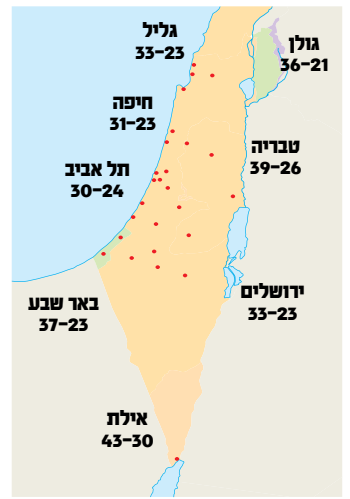 גליל
33–23
גולן
36–21
חיפה
31–23
טבריה
39–26
תל אביב
30–24
ירושלים
33–23
באר שבע
37–23
אילת
43–30